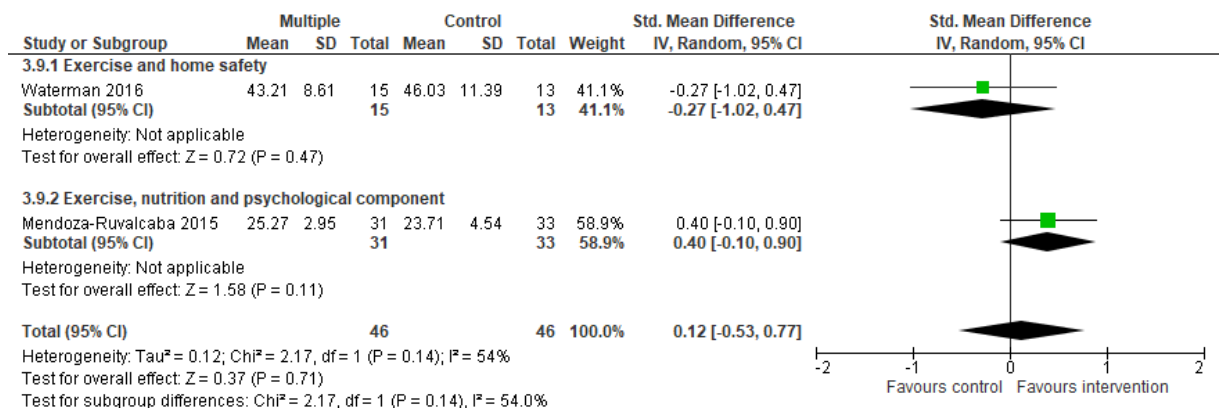 Multiple Control Std. Mean Difference Std. Mean Difference
Study or Subgroup Mean SD Total Mean SD Total Weight IV, Random, 95% CI IV, Random, 95% CI
3.9.1 Exercise and home safety
Waterman 2016 43.21 8.61 15 46.03 11.39 13 41.1% -0.27 [-1.02, 0.47]
Subtotal (95% CI) 15 13 41.1% -0.27 [-1.02, 0.47]
Heterogeneity: Not applicable
Test for overall effect: Z = 0.72 (P = 0.47)
3.9.2 Exercise, nutrition and psychological component
Mendoza-Ruvalcaba 2015 25.27 2.95 31 23.71 4.54 33 58.9% 0.40 [-0.10, 0.90]
Subtotal (95% CI) 31 33 58.9% 0.40 [-0.10, 0.90]
Heterogeneity: Not applicable
Test for overall effect: Z = 1.58 (P = 0.11)
Total (95% CI) 46 46 100.0% 0.12 [-0.53, 0.77]
Heterogeneity: Tau² = 0.12; Chi² = 2.17, df = 1 (P = 0.14); I² = 54%
Test for overall effect: Z = 0.37 (P = 0.71)
Test for subgroup differences: Chi² = 2.17, df = 1 (P = 0.14), I² = 54.0%
-2 -1 0 1 2
Favours control Favours intervention